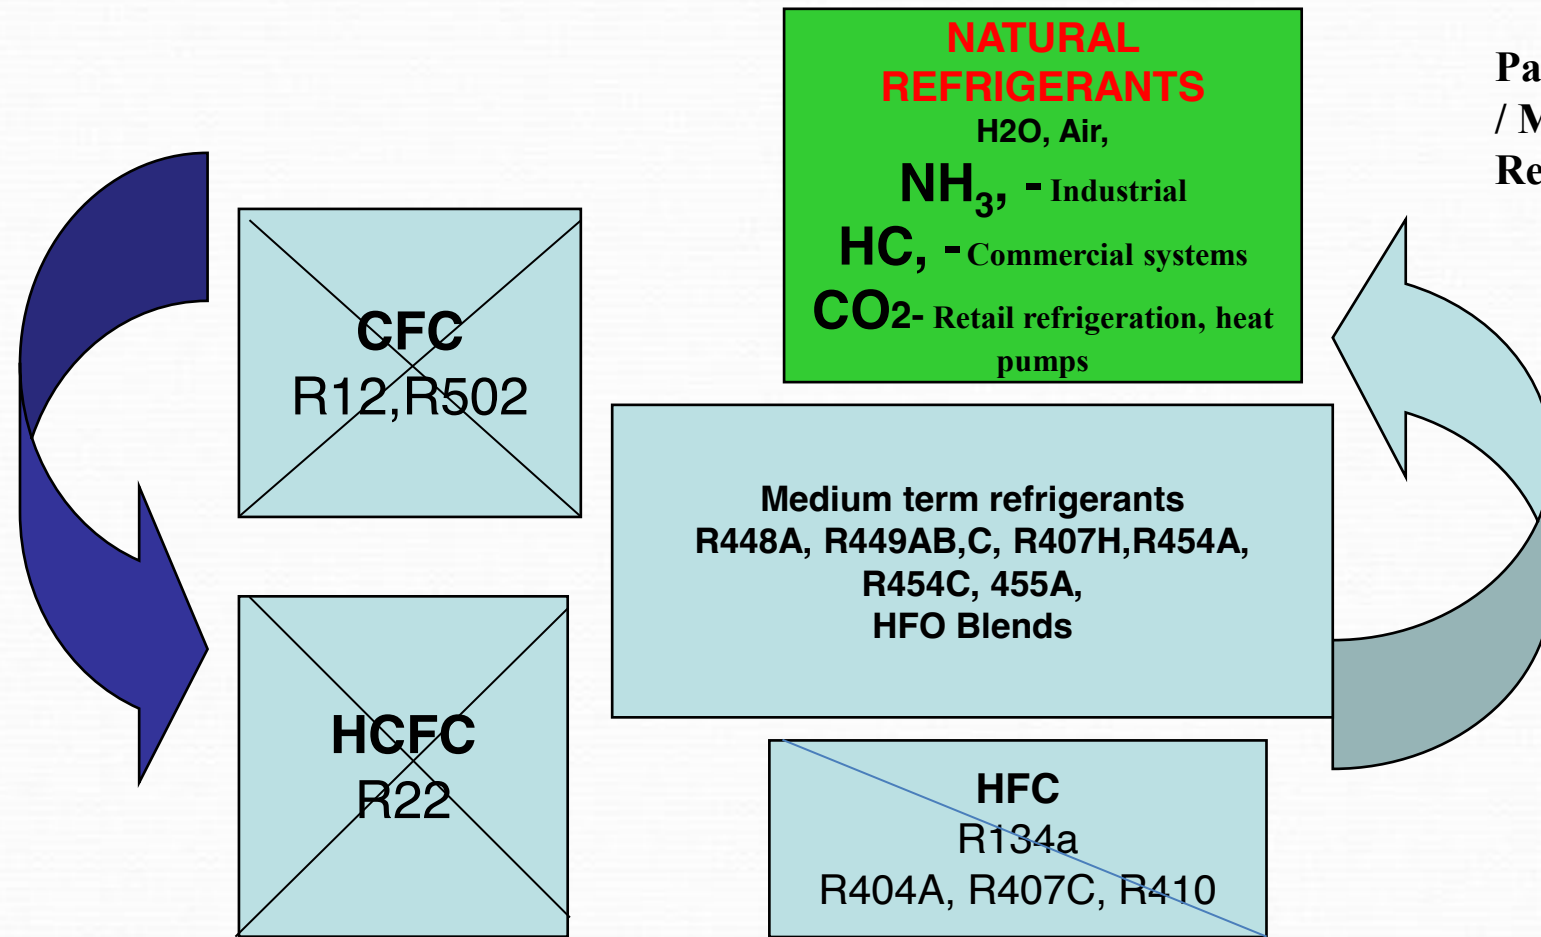 NATURAL
REFRIGERANTS
H2O, Air,
NH₃, - Industrial
HC, - Commercial systems
CO2- Retail refrigeration, heat
pumps
CFC
R12,R502
Medium term refrigerants
R448A, R449AB,C, R407H,R454A,
R454C, 455A,
HFO Blends
HCFC
R22
HFC
R134a
R404A, R407C, R410